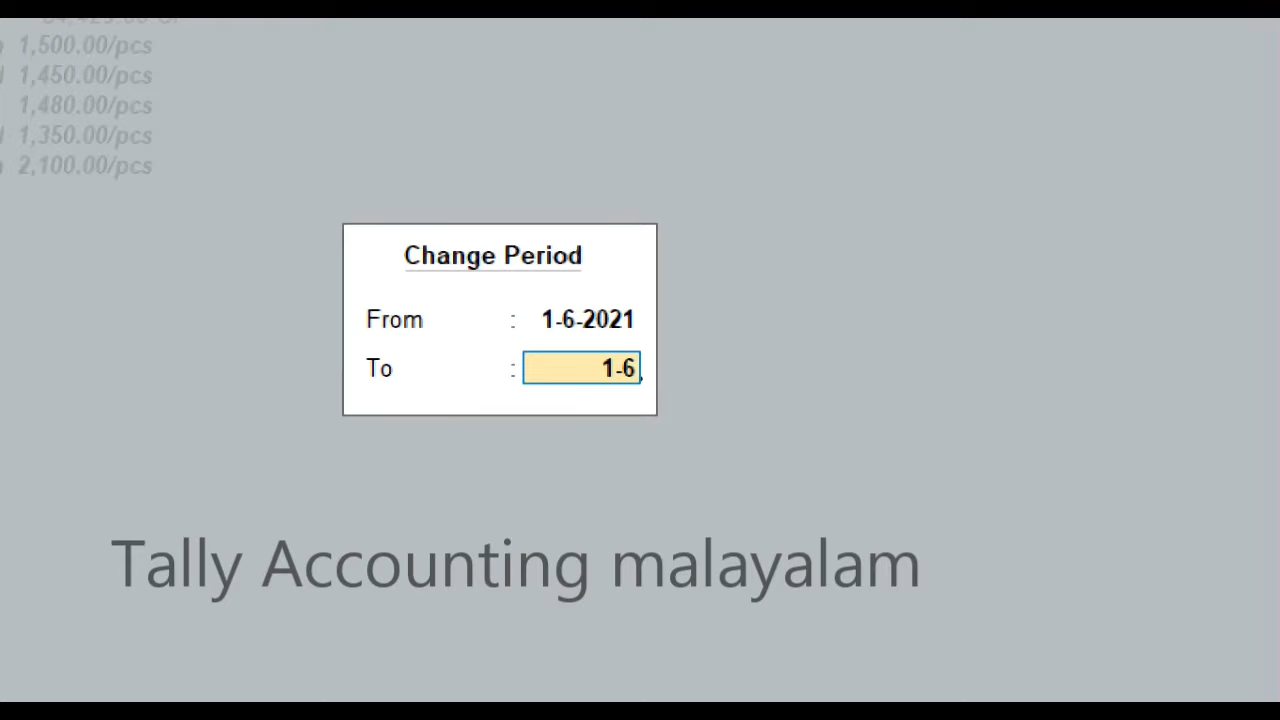 1,500.00/pcs
1,450.00/pcs
1,480.00/pcs
1,350.00/pcs
2,100.00/pcs
Change Period
From : 1-6-2021
To : 1-6
Tally Accounting malayalam